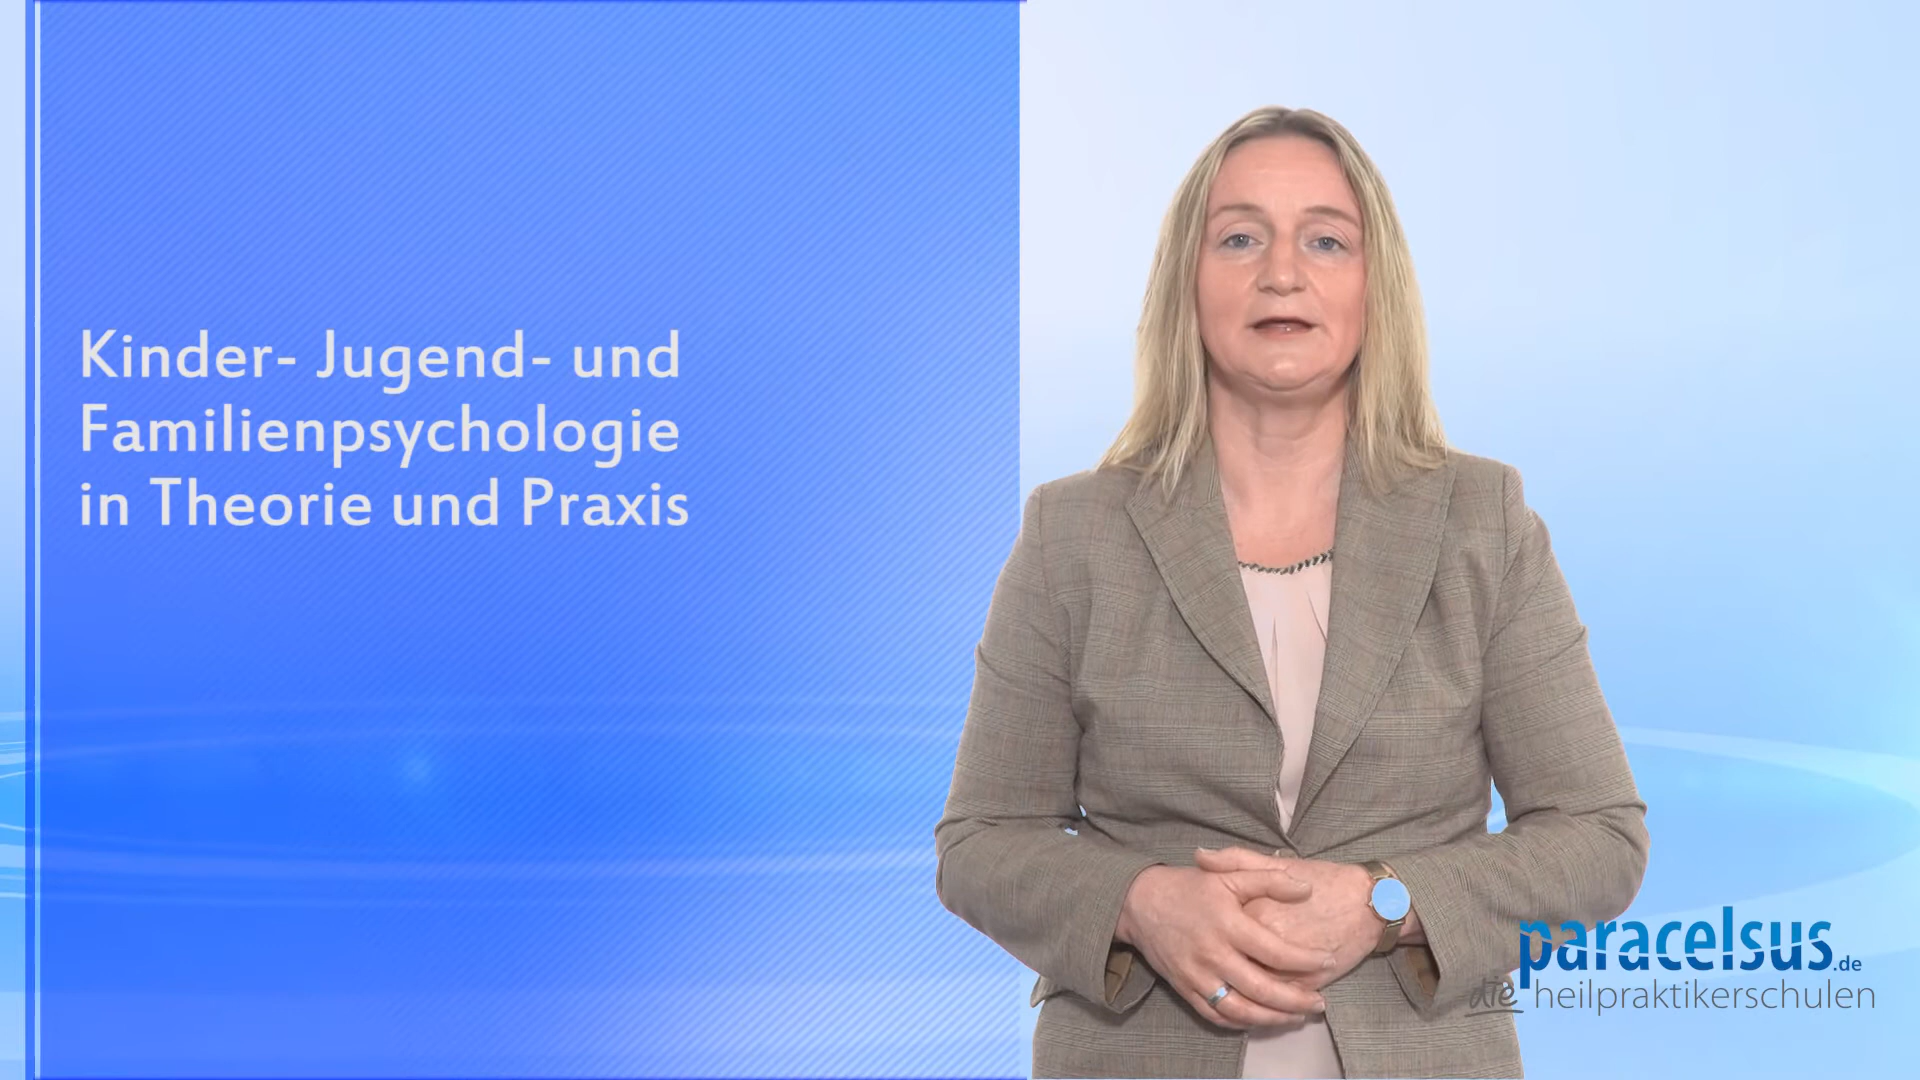 Kinder- Jugend- und
Familienpsychologie
in Theorie und Praxis
paracelsus.de
die heilpraktikerschulen